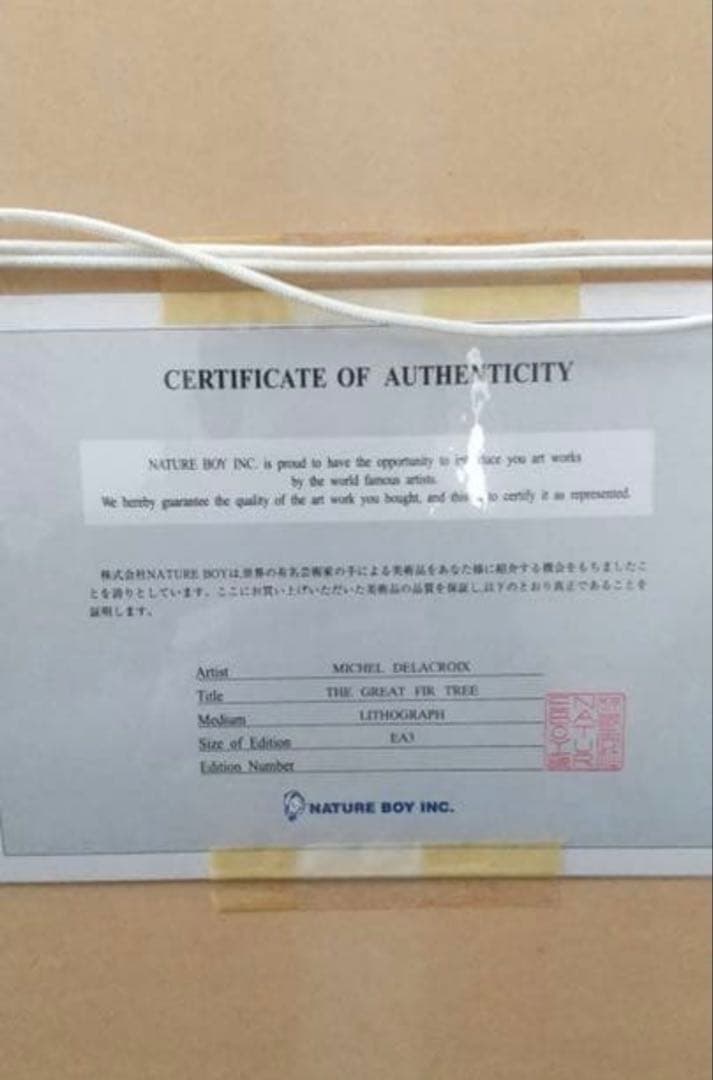 CERTIFICATE OF AUTHENTICITY
NATURE BOY INC. is proud to have the opportunity to you art works
by the world famous artists.
We hereby guarantee the quality of the art work you bought, and this to certify it as represented.
株式会社NATURE BOYは,世界の有名芸術家の手による美術品をあなた様に紹介する機会をもちましたこ
とを誇りとしています。ここにお買い上げいただいた美術品の品質を保証し,以下のとおり真正であることを
証明します。
Artist MICHEL DELACROIX
Title THE GREAT FIR TREE
Medium LITHOGRAPH
Size of Edition EA3
Edition Number
NATURE BOY INC.